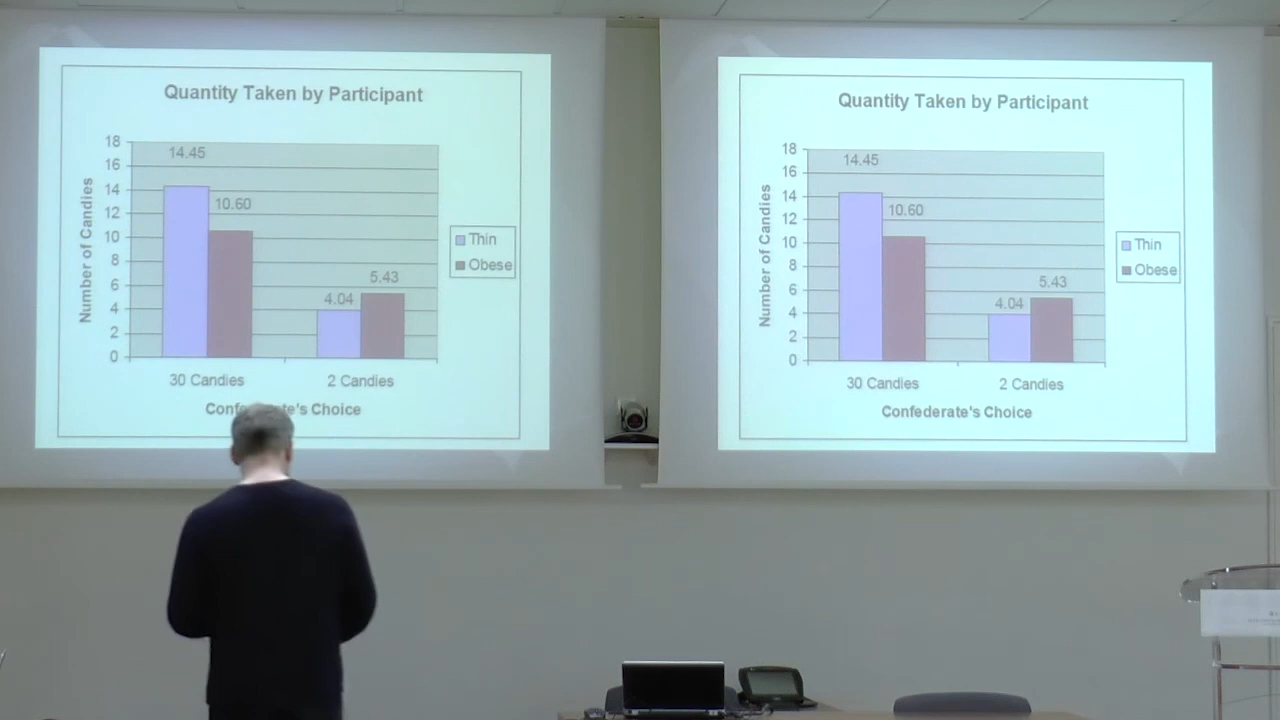 Quantity Taken by Participant
18
16
14
12
10
8
6
4
2
0
Number of Candies
14.45
10.60
4.04
5.43
30 Candies
2 Candies
Choice
Thin
Obese
Quantity Taken by Participant
18
16
14
12
10
8
6
4
2
0
Number of Candies
14.45
10.60
4.04
5.43
30 Candies
2 Candies
Confederate's Choice
Thin
Obese